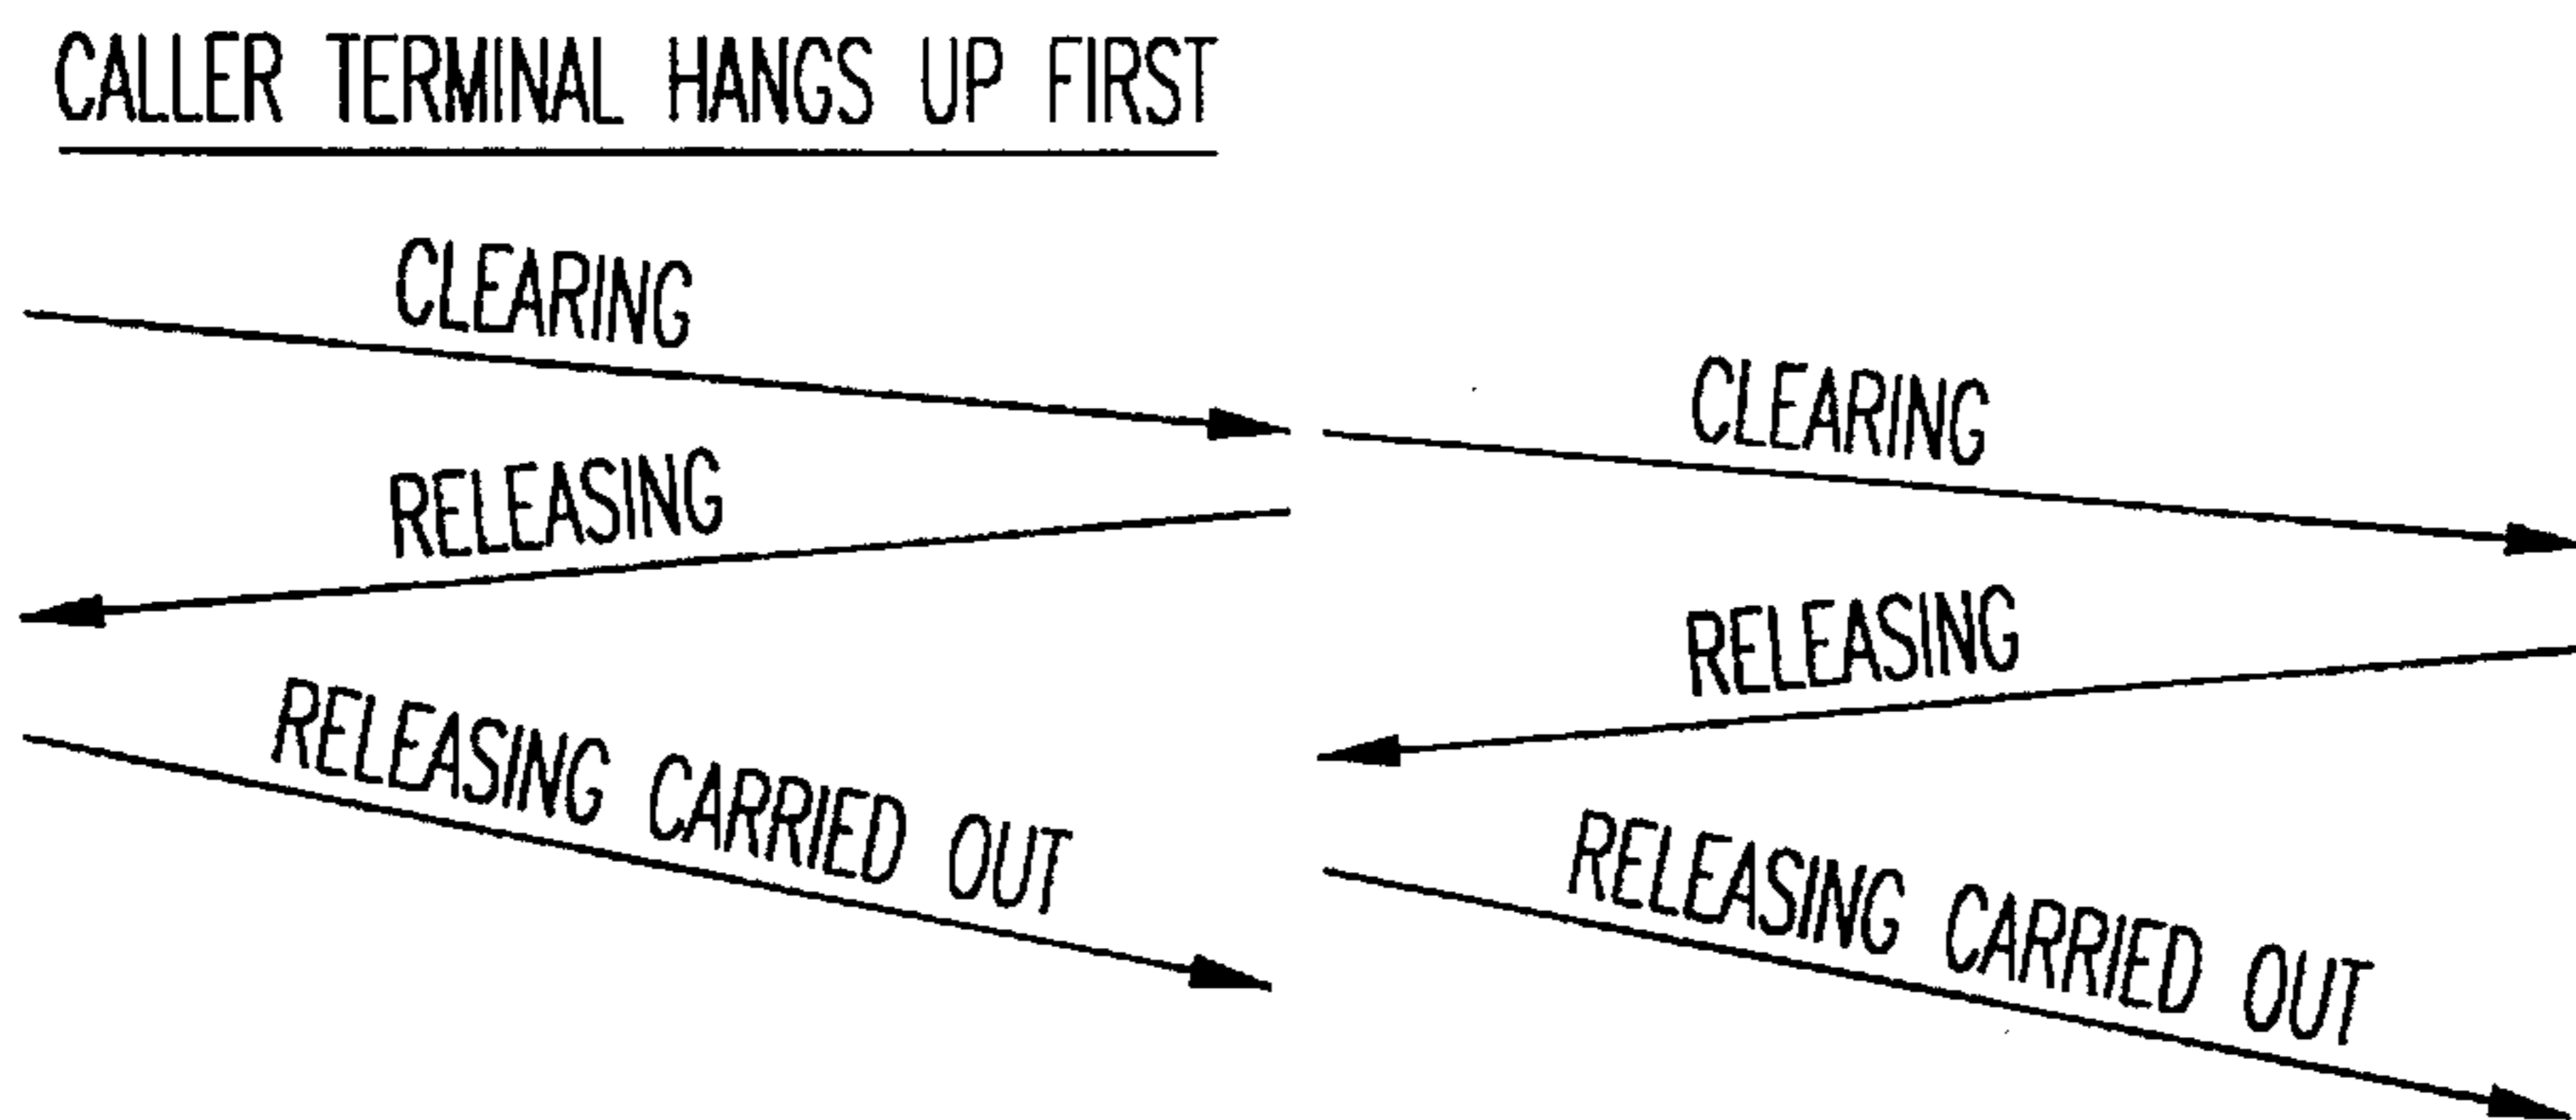 CALLER TERMINAL HANGS UP FIRST
CLEARING
CLEARING
RELEASING
RELEASING
RELEASING CARRIED OUT
RELEASING CARRIED OUT